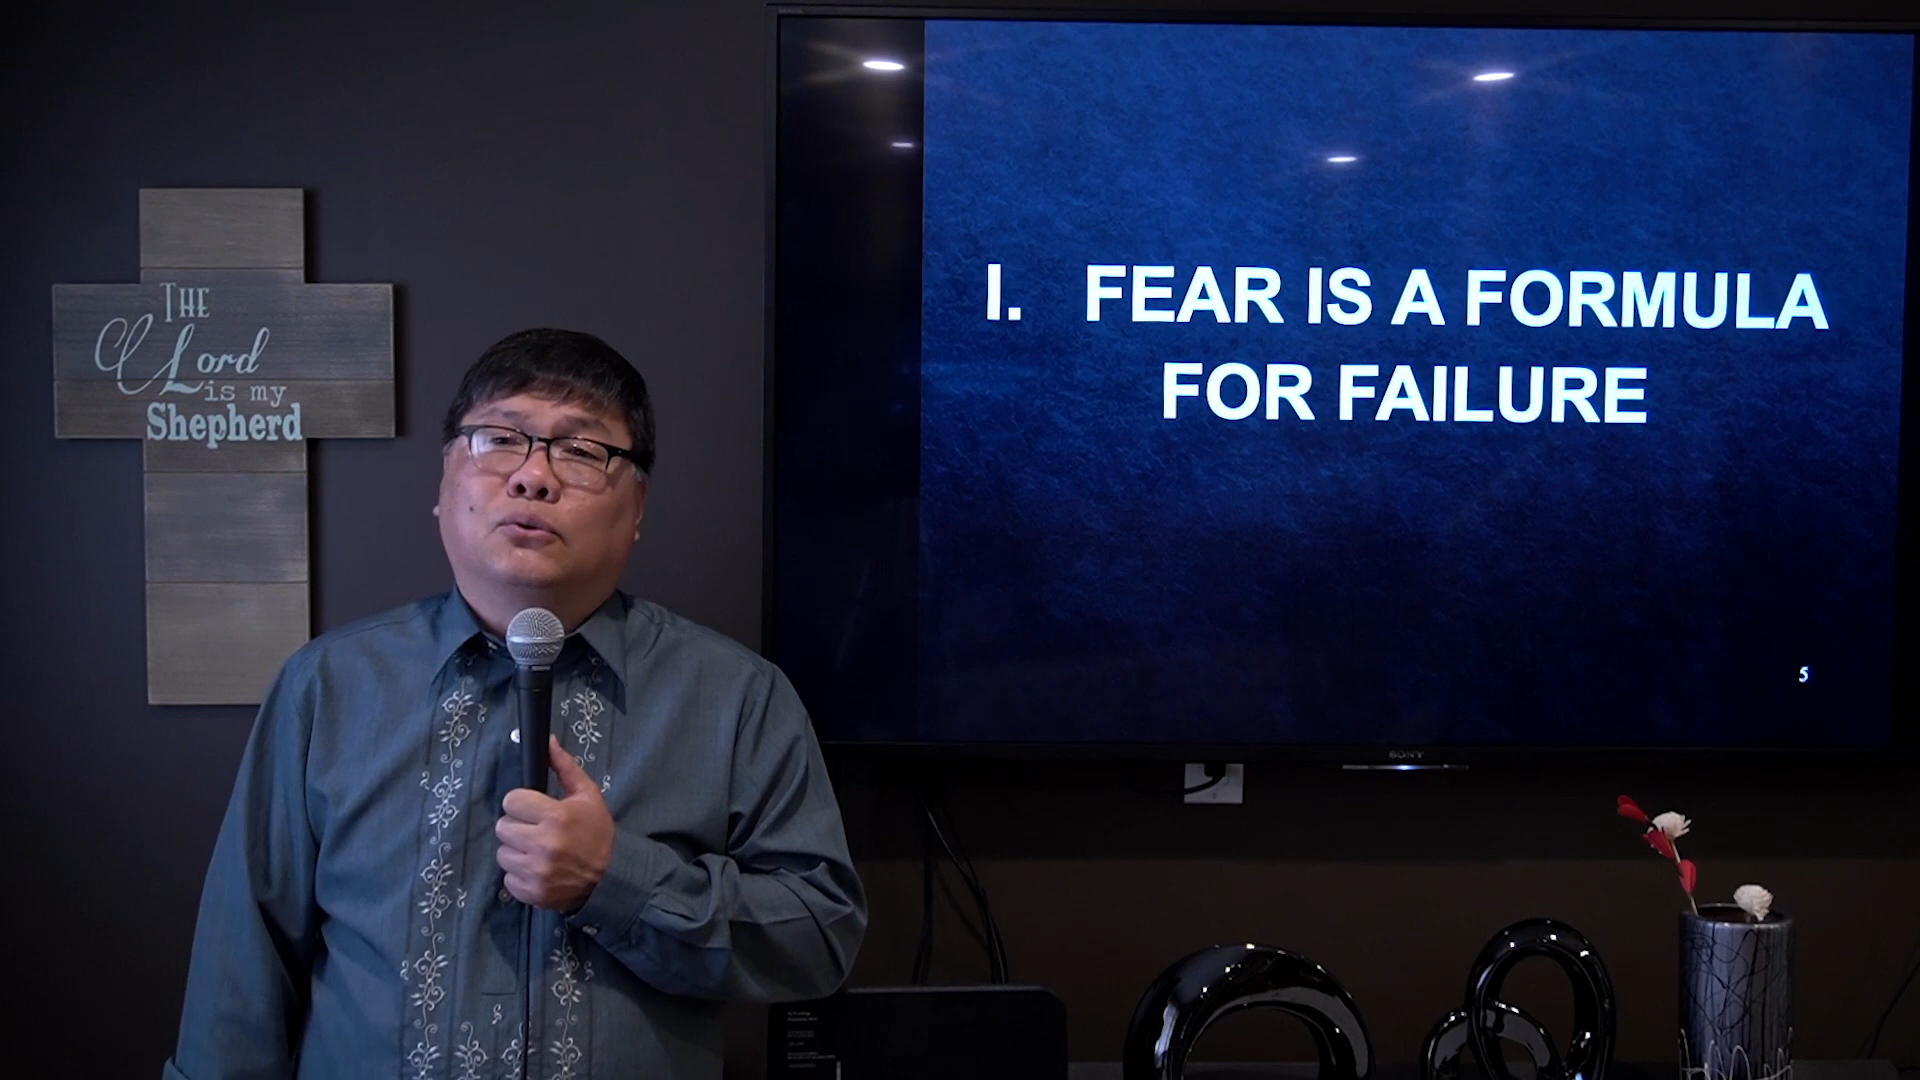 THE
Lord
is my
Shepherd
I. FEAR IS A FORMULA
FOR FAILURE
5
SONY